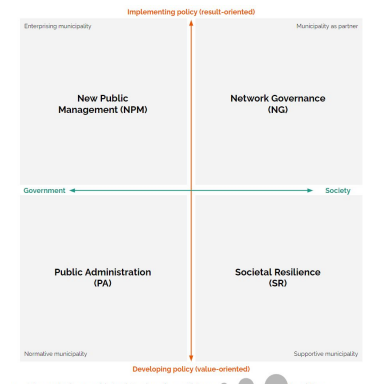 Implementing policy (result-oriented)
Enterprising municipality
Municipality as partner
New Public
Management (NPM)
Network Governance
(NG)
Government
Society
Public Administration
(PA)
Societal Resilience
(SR)
Normative municipality
Supportive municipality
Developing policy (value-oriented)